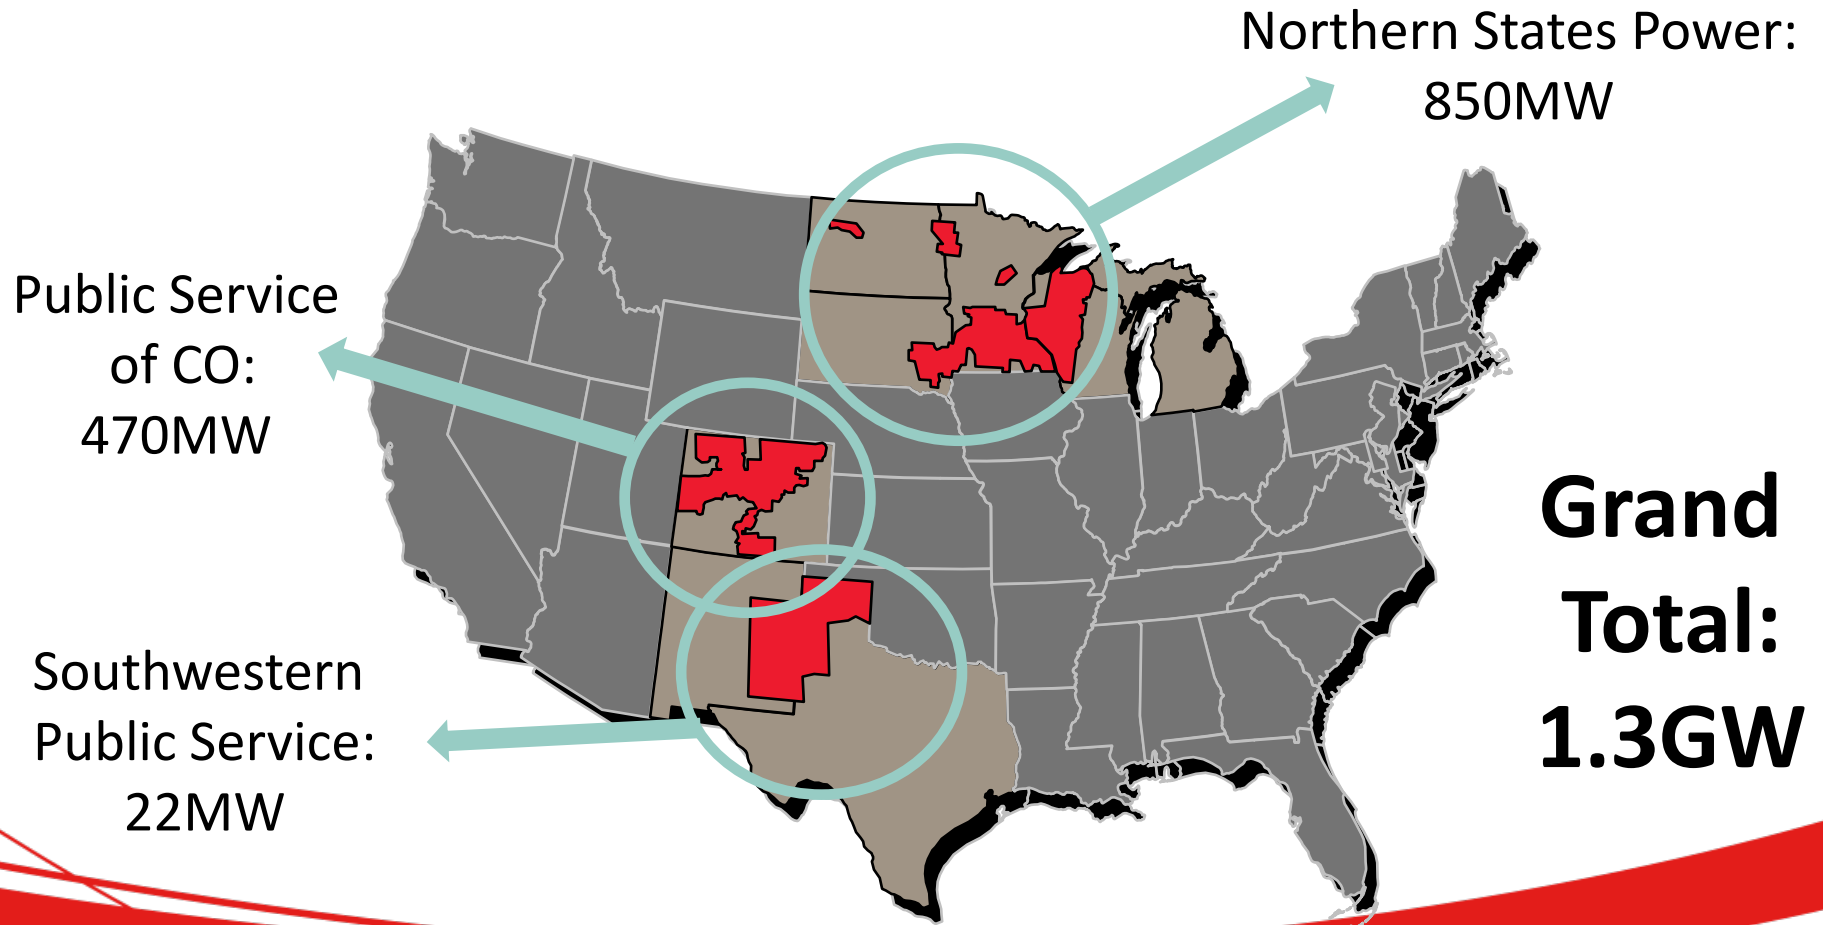 Northern States Power:
850MW
Public Service
of CO:
470MW
Southwestern
Public Service:
22MW
Grand
Total:
1.3GW